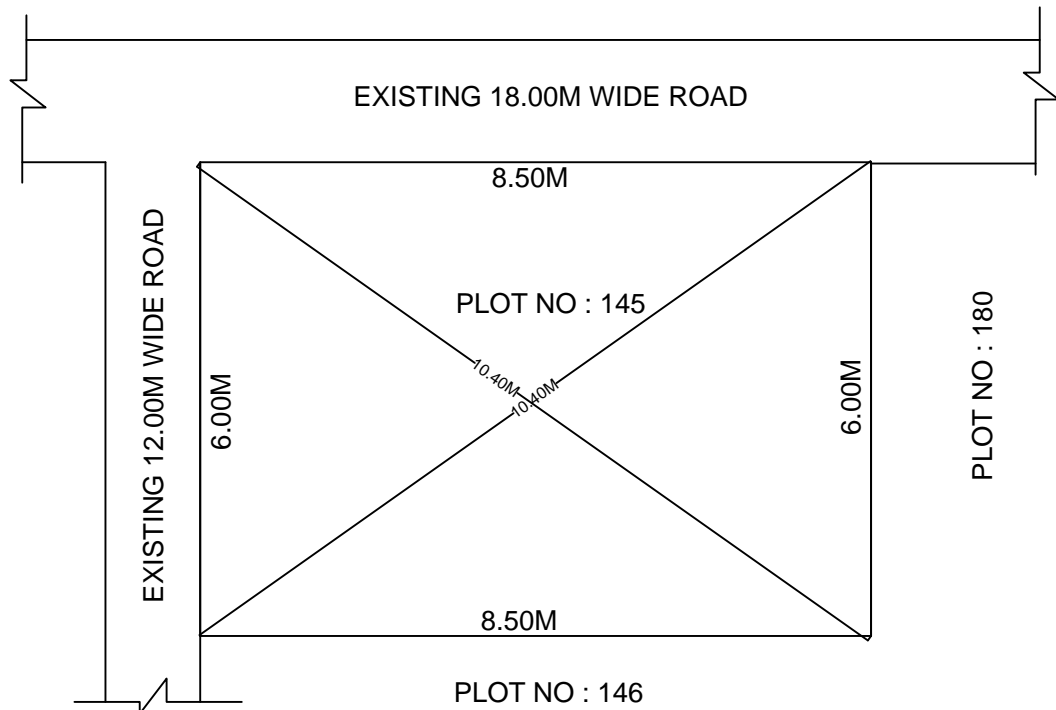 EXISTING 18.00M WIDE ROAD
8.50M
PLOT NO : 145
EXISTING 12.00M WIDE ROAD
6.00M
10.40M
10.40M
6.00M
PLOT NO : 180
8.50M
PLOT NO : 146